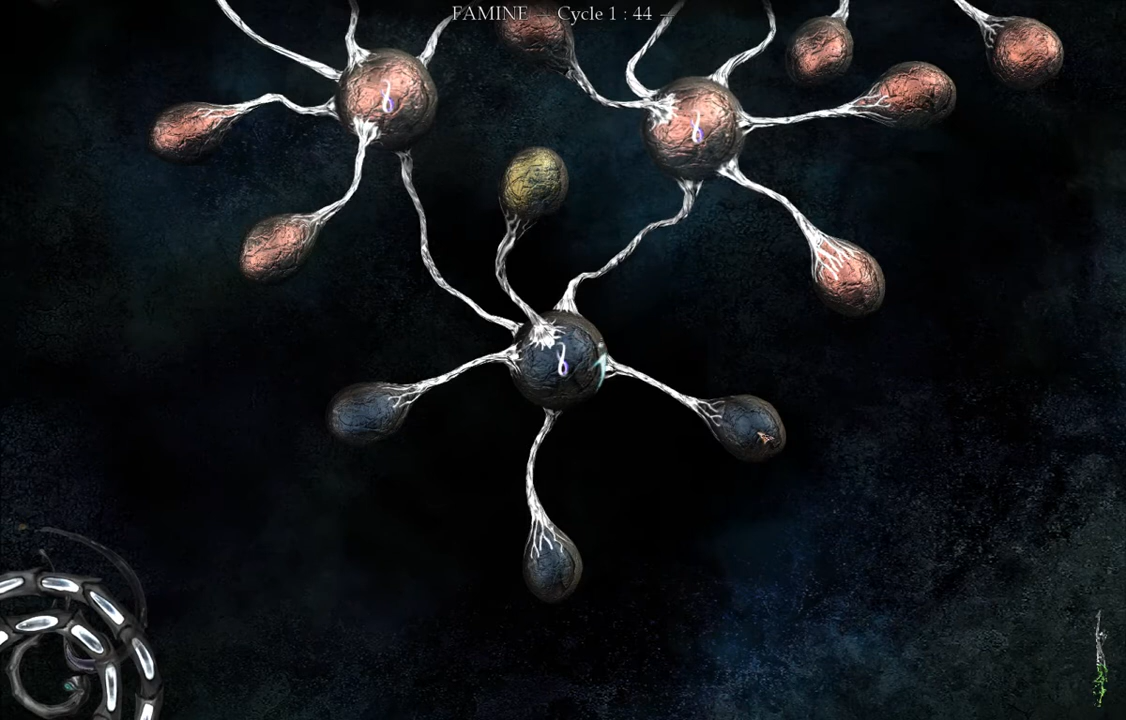 FAMINE — Cycle 1 : 44 —